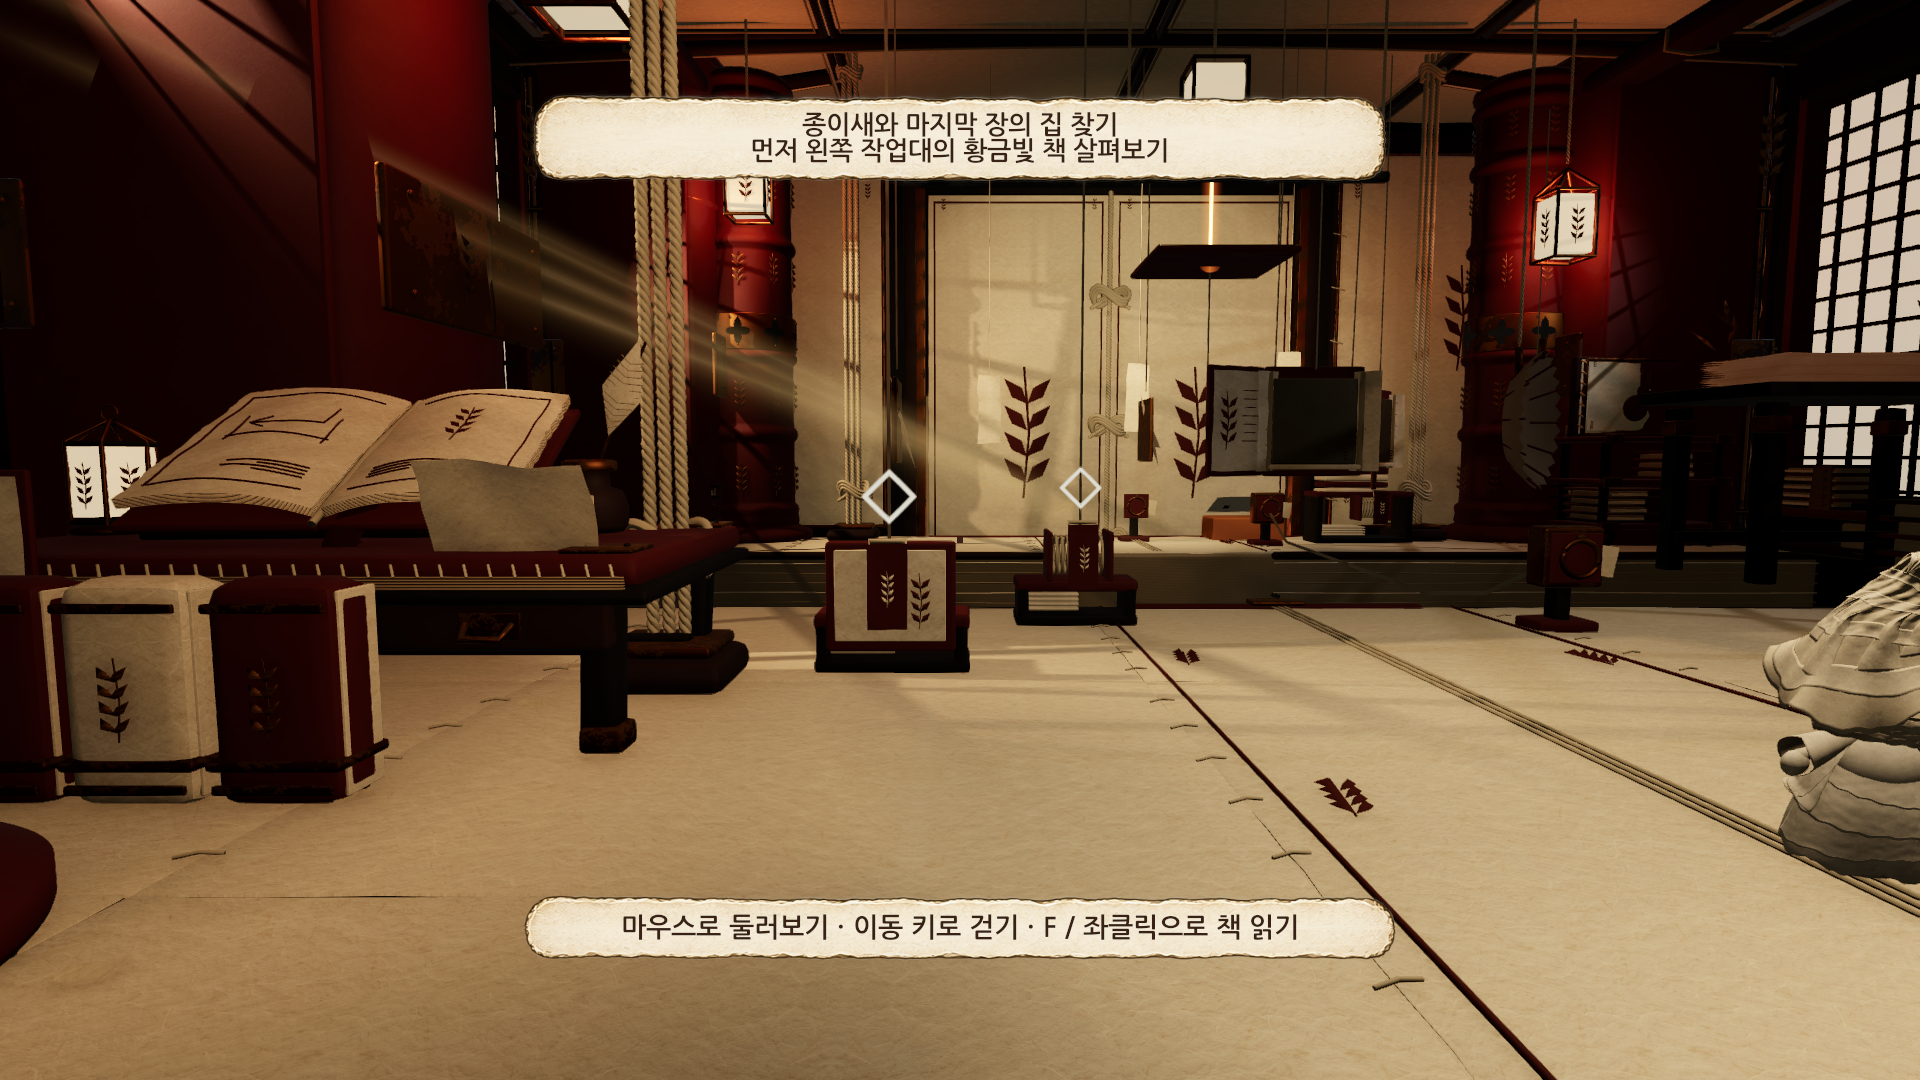 종이새와 마지막 장의 집 찾기
먼저 왼쪽 작업대의 황금빛 책 살펴보기
마우스로 둘러보기 · 이동 키로 걷기 · F / 좌클릭으로 책 읽기